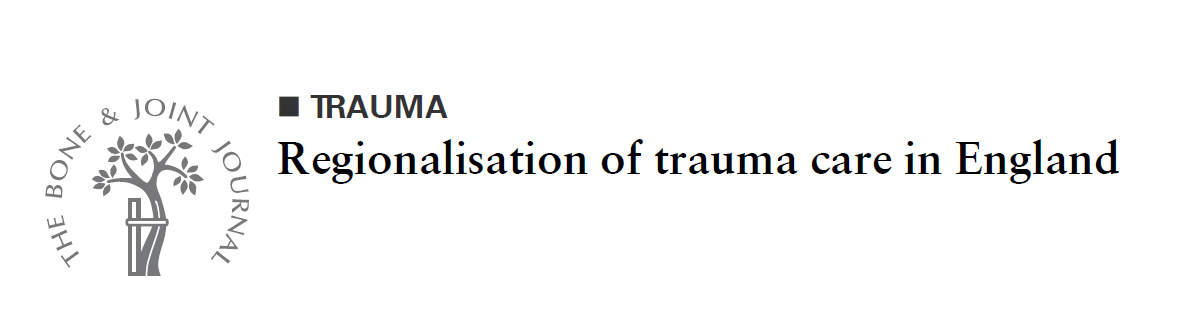 THE BONE & JOINT JOURNAL
■ TRAUMA
Regionalisation of trauma care in England